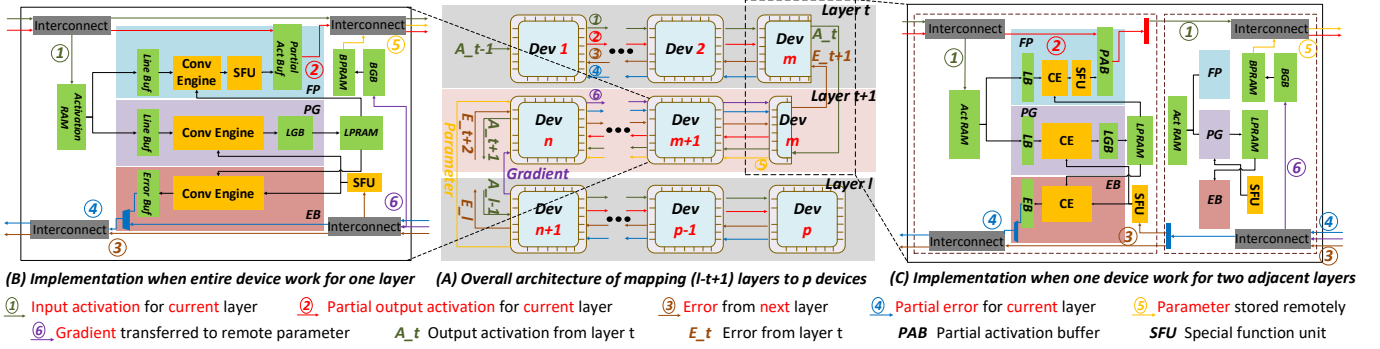 (B)
Interconnect
Interconnect
1
Activation RAM
Line Buf
Conv Engine
SFU
Partial Act Buf
2
FP
BPRAM
BGB
5
PG
Line Buf
Conv Engine
LGB
LPRAM
Error Buf
Conv Engine
SFU
EB
4
6
Interconnect
Interconnect
3
(B) Implementation when entire device work for one layer
(A)
Layer t
A_t-1
Dev 1
1
2
3
4
Dev 2
Dev m
A_t
E_t+1
Layer t+1
Parameter
E_t+2
A_t+1
Dev n
6
Dev m+1
Dev m
5
Gradient
Layer l
E_l
A_l-1
Dev n+1
Dev p-1
Dev p
(A) Overall architecture of mapping (l-t+1) layers to p devices
(C)
Interconnect
Interconnect
1
1
5
FP
2
Act RAM
LB
CE
SFU
PAB
PG
LB
CE
LGB
LPRAM
EB
EB
CE
SFU
4
3
Interconnect
FP
BPRAM
BGB
Act RAM
PG
LPRAM
EB
SFU
6
4
Interconnect
3
(C) Implementation when one device work for two adjacent layers
1 Input activation for current layer
2 Partial output activation for current layer
3 Error from next layer
4 Partial error for current layer
5 Parameter stored remotely
6 Gradient transferred to remote parameter
A_t Output activation from layer t
E_t Error from layer t
PAB Partial activation buffer
SFU Special function unit